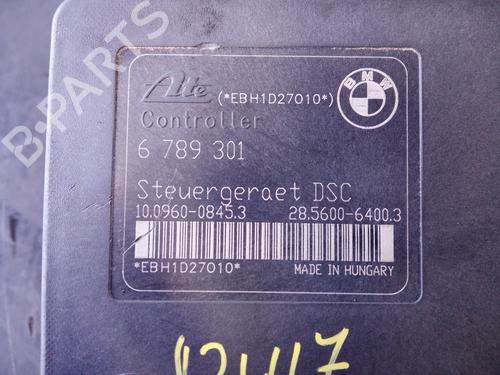 B-PARTS
Ate (*EBH1D27010*)
BMW
Controller
6 789 301
Steuergeraet DSC
10.0960-0845.3 28.5600-6400.3
*EBH1D27010* MADE IN HUNGARY